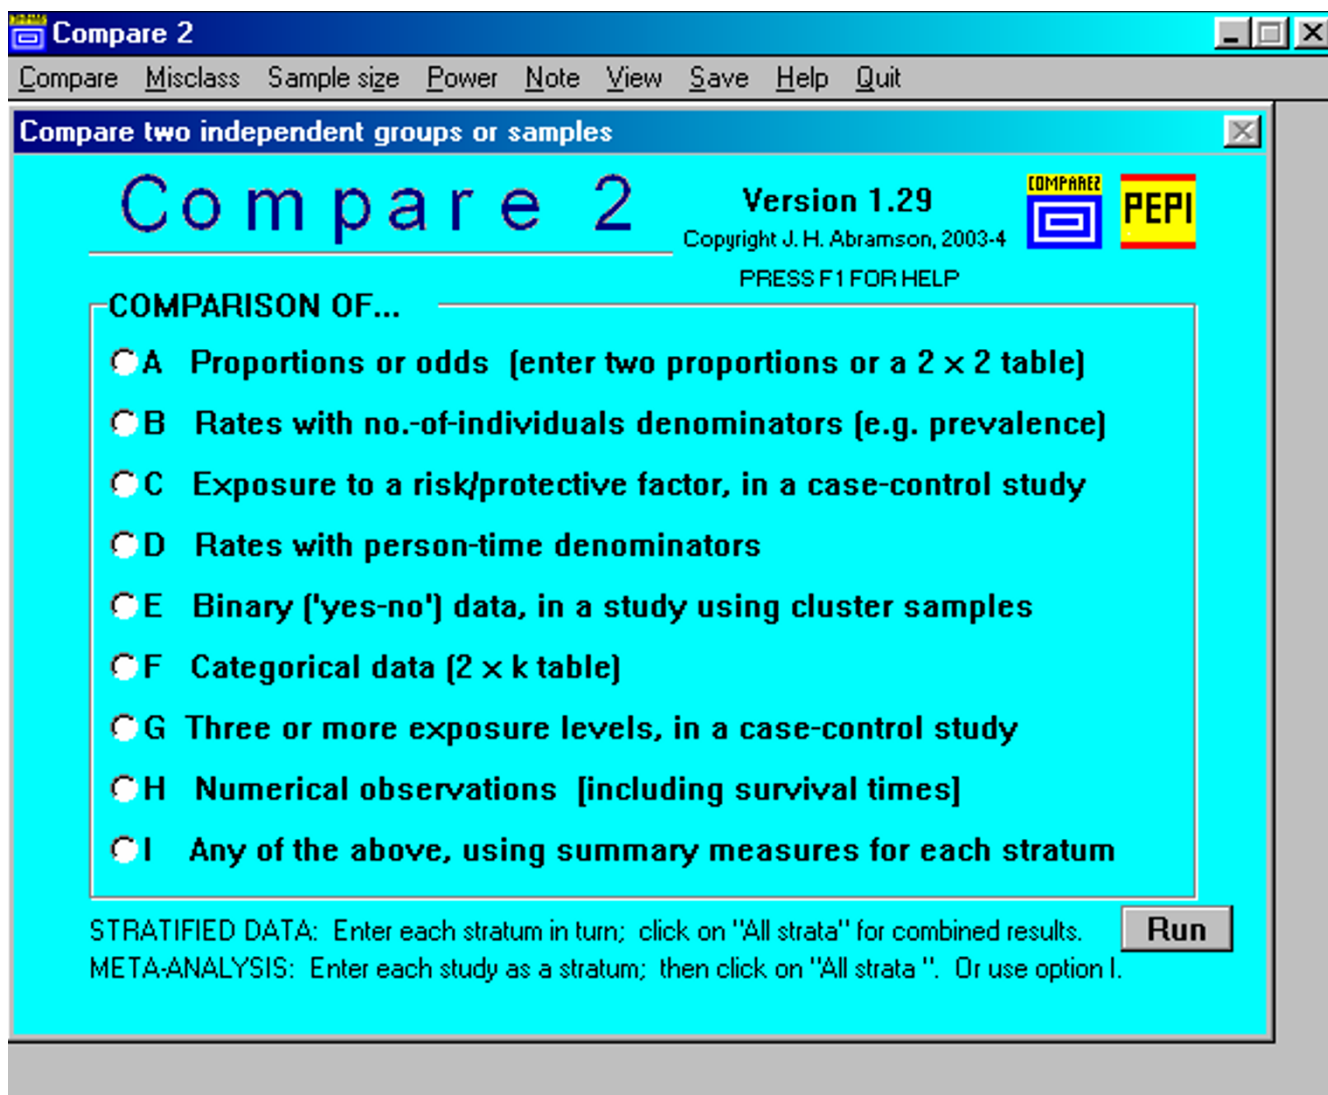 Compare 2
Compare Misclass Sample size Power Note View Save Help Quit
Compare two independent groups or samples
Compare 2
Version 1.29
Copyright J. H. Abramson, 2003-4
PRESS F1 FOR HELP
COMPARE2
PEPI
COMPARISON OF...
A Proportions or odds (enter two proportions or a 2 x 2 table)
B Rates with no.-of-individuals denominators (e.g. prevalence)
C Exposure to a risk/protective factor, in a case-control study
D Rates with person-time denominators
E Binary ('yes-no') data, in a study using cluster samples
F Categorical data (2 x k table)
G Three or more exposure levels, in a case-control study
H Numerical observations [including survival times]
I Any of the above, using summary measures for each stratum
STRATIFIED DATA: Enter each stratum in turn; click on "All strata" for combined results.
META-ANALYSIS: Enter each study as a stratum; then click on "All strata ". Or use option I.
Run